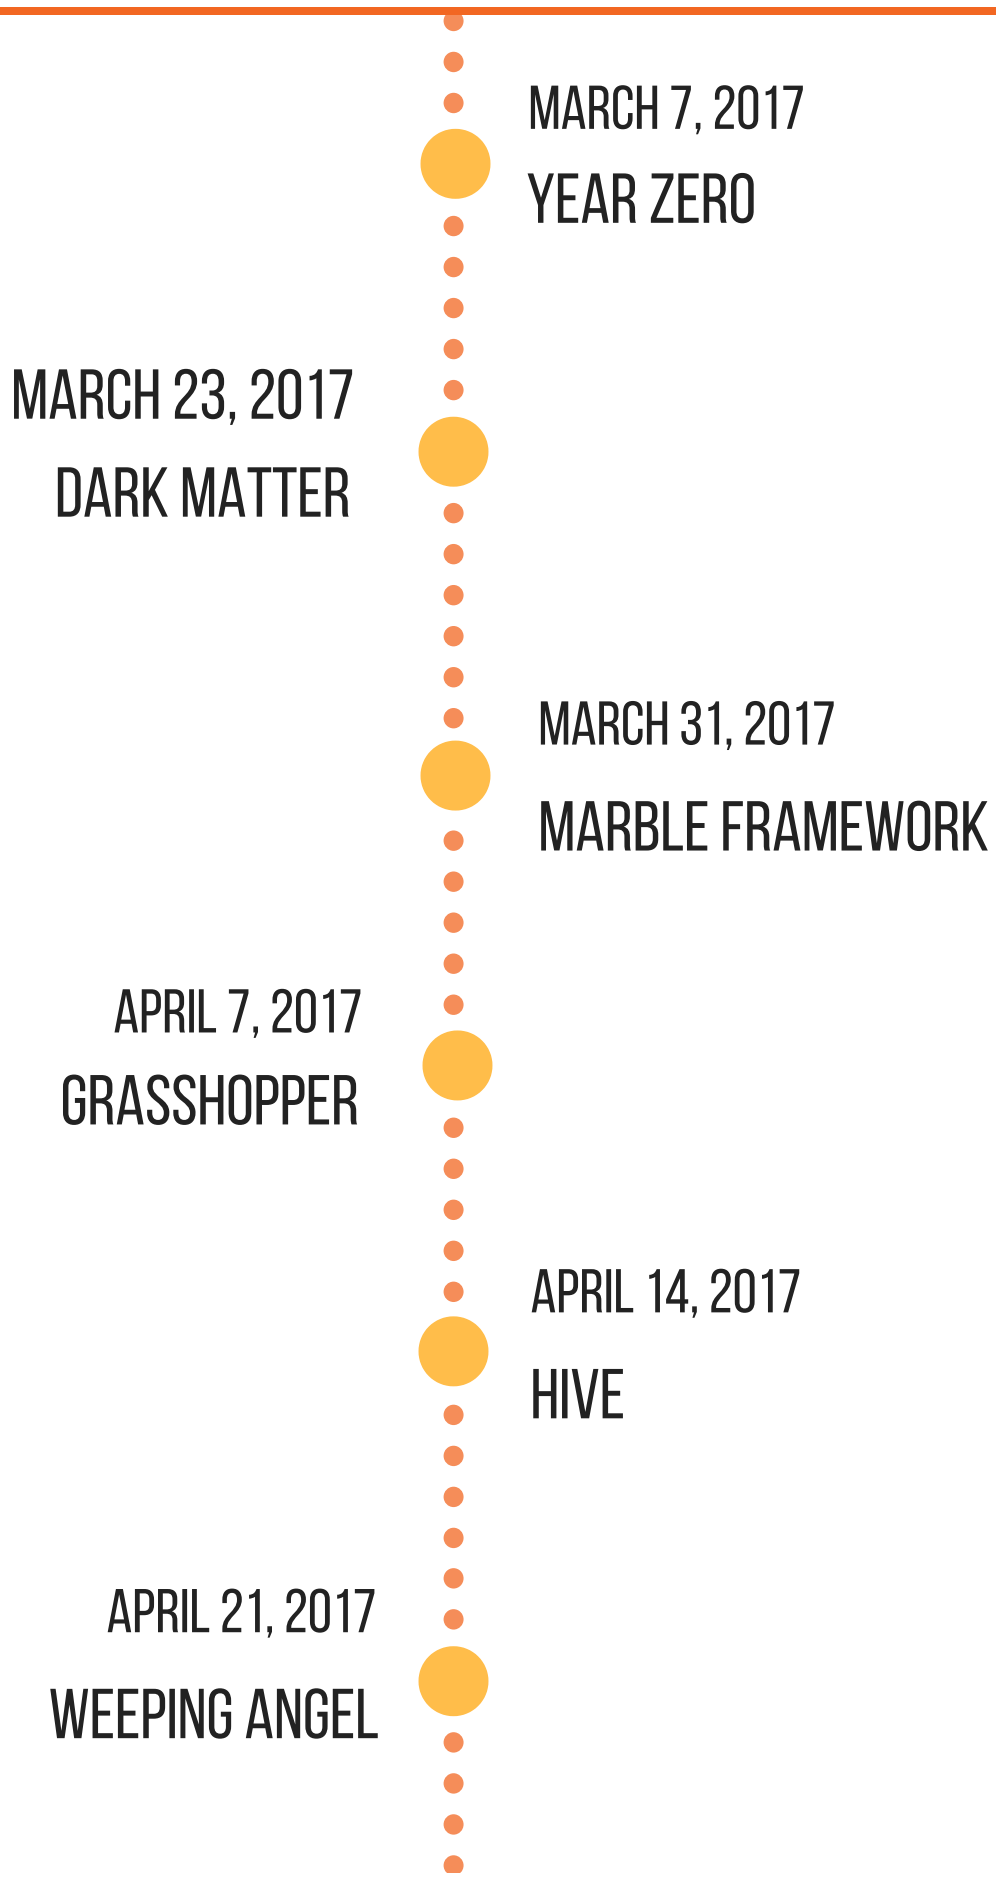 MARCH 7, 2017
YEAR ZERO
MARCH 23, 2017
DARK MATTER
MARCH 31, 2017
MARBLE FRAMEWORK
APRIL 7, 2017
GRASSHOPPER
APRIL 14, 2017
HIVE
APRIL 21, 2017
WEEPING ANGEL